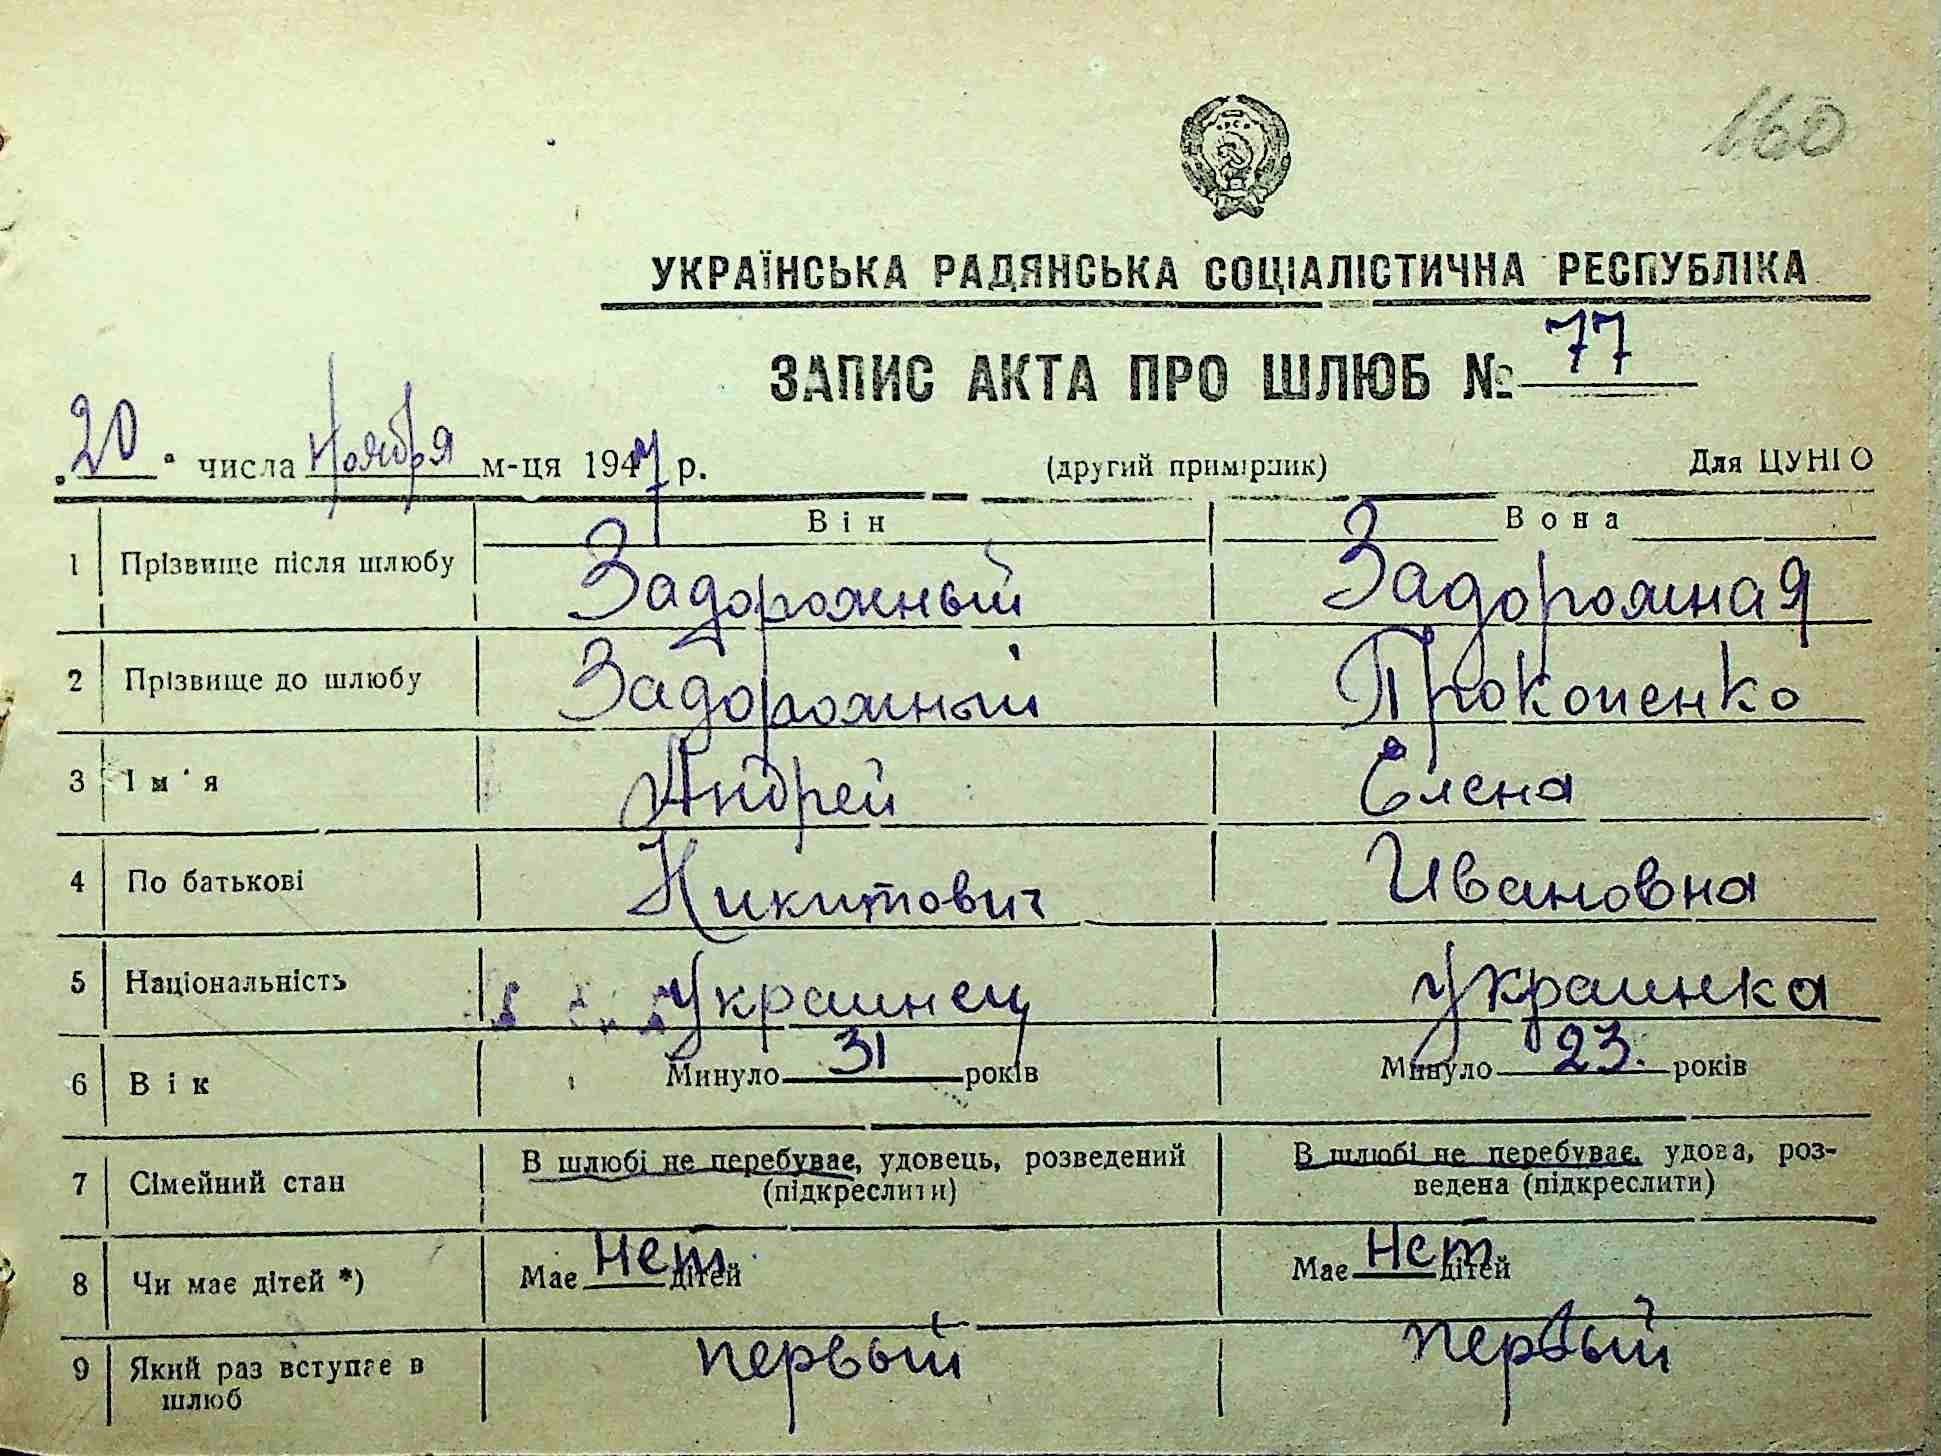 160
УКРАЇНСЬКА РАДЯНСЬКА СОЦІАЛІСТИЧНА РЕСПУБЛІКА
ЗАПИС АКТА ПРО ШЛЮБ № 77
„20“ числа Ноября м-ця 1947 р. (другий примірник) Для ЦУНГО
Він Вона
1 Прізвище після шлюбу Задорожный Задорожная
2 Прізвище до шлюбу Задорожный Прокопенко
3 Ім'я Андрей Елена
4 По батькові Никитович Ивановна
5 Національність Украинец Украинка
6 Вік Минуло 31 років Минуло 23. років
7 Сімейний стан В шлюбі не перебуває, удовець, розведений В шлюбі не перебуває, удова, роз-
(підкреслити) ведена (підкреслити)
8 Чи має дітей *) Має Нет дітей Має Нет дітей
9 Який раз вступає в первый первый
шлюб